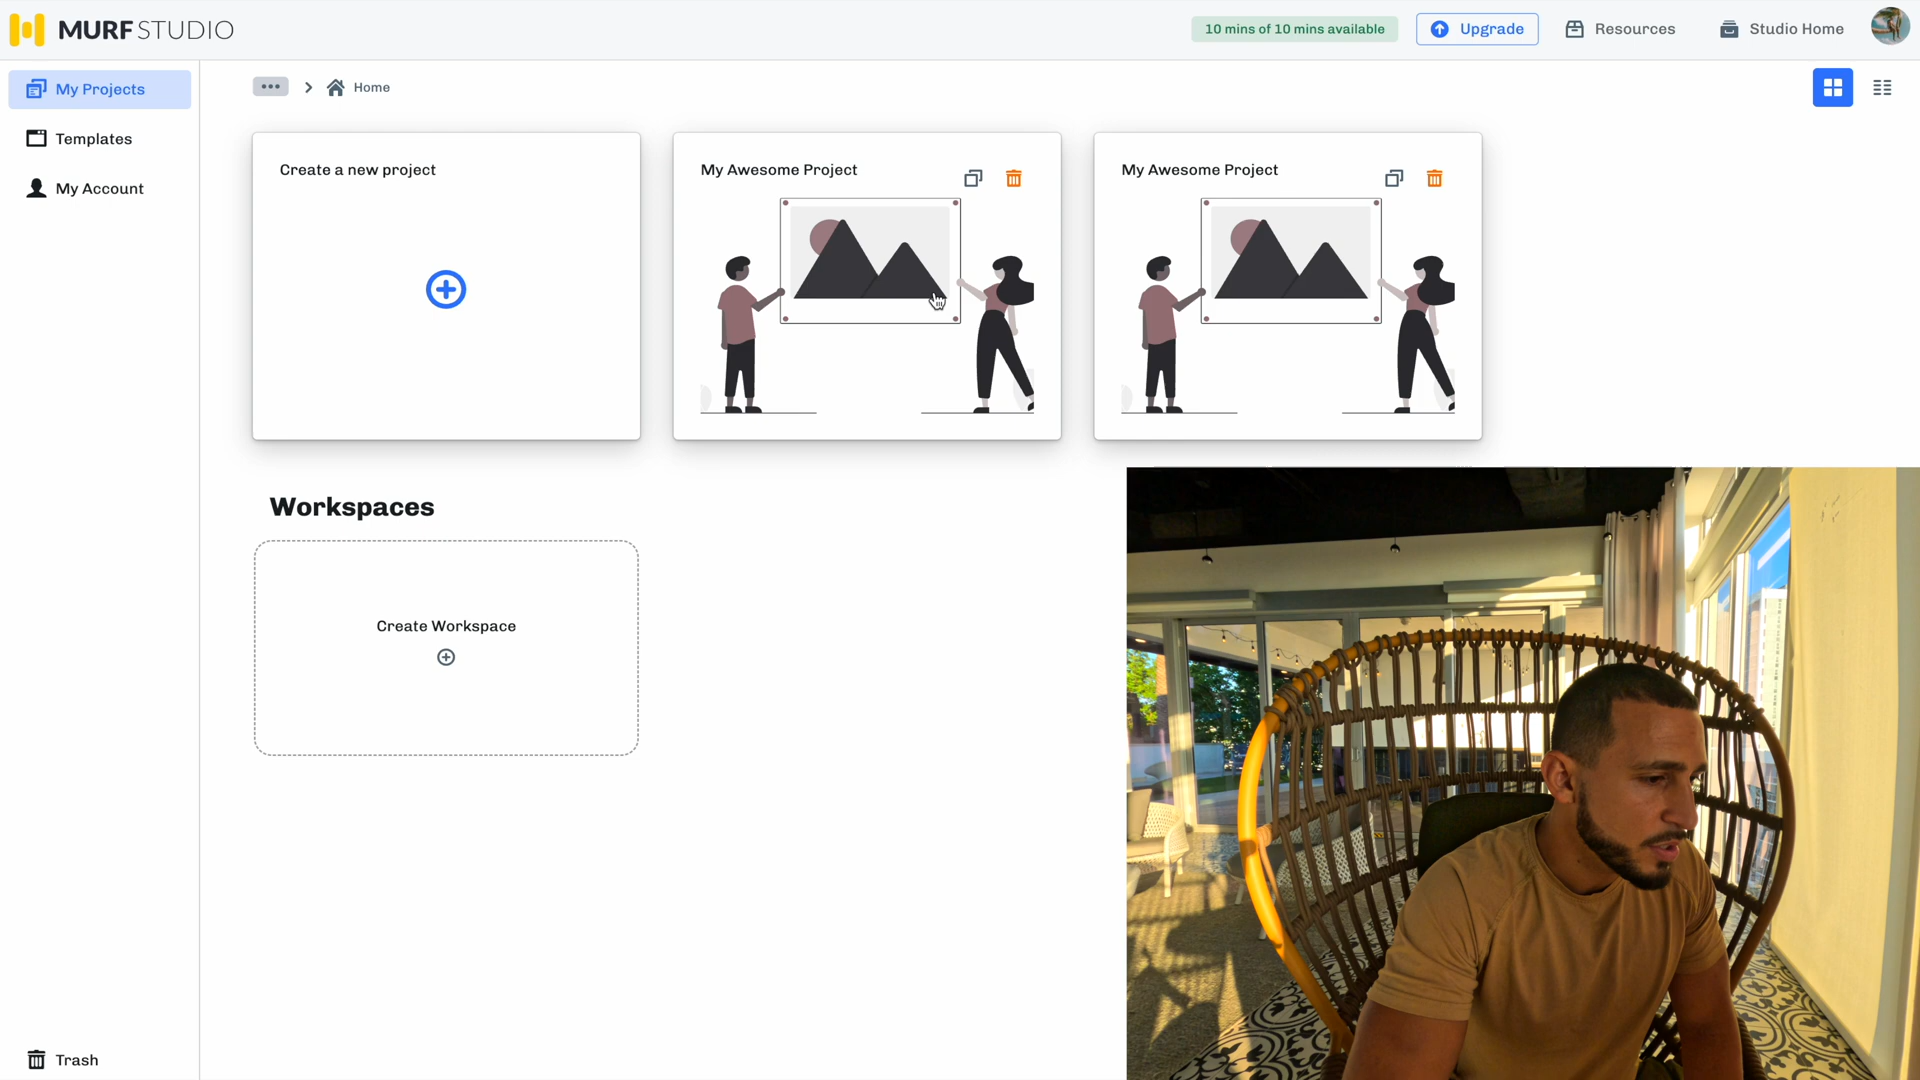 MURF STUDIO
10 mins of 10 mins available
Upgrade
Resources
Studio Home
My Projects
Templates
My Account
Trash
Home
Create a new project
My Awesome Project
My Awesome Project
Workspaces
Create Workspace